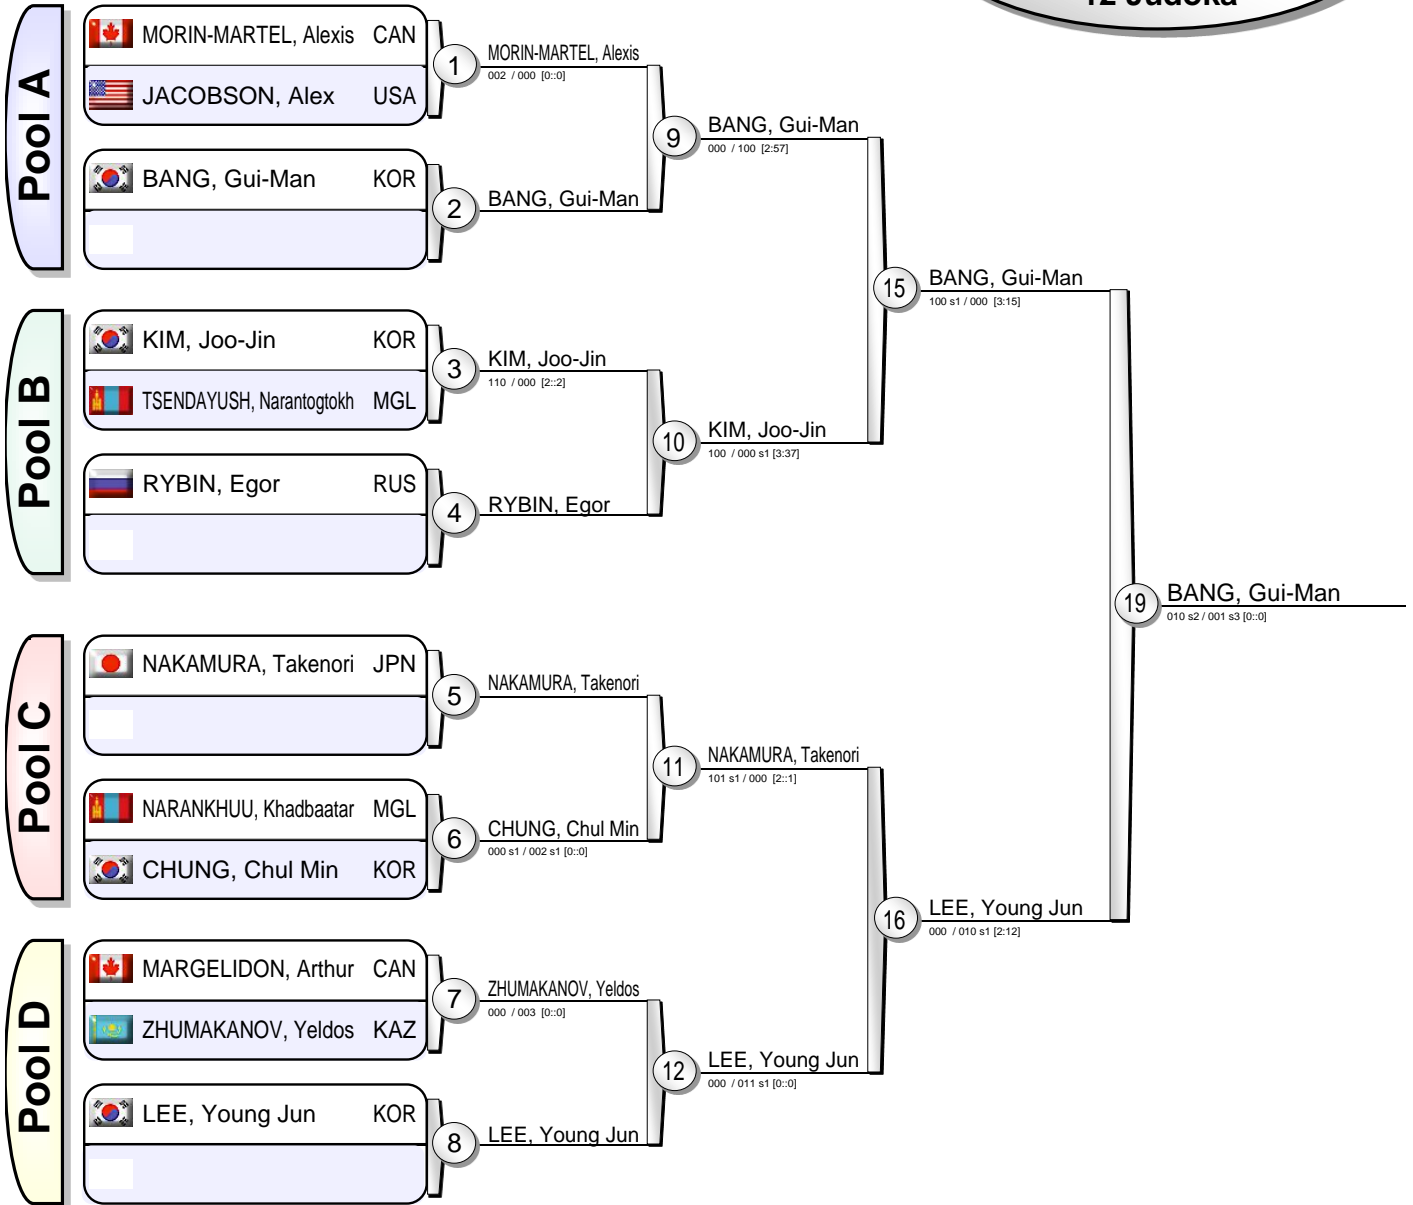 12 Judoka
Pool A
MORIN-MARTEL, Alexis CAN
JACOBSON, Alex USA
1
MORIN-MARTEL, Alexis
002 / 000 [0::0]
BANG, Gui-Man KOR
2
BANG, Gui-Man
9
BANG, Gui-Man
000 / 100 [2:57]
Pool B
KIM, Joo-Jin KOR
TSENDAYUSH, Narantogtokh MGL
3
KIM, Joo-Jin
110 / 000 [2::2]
RYBIN, Egor RUS
4
RYBIN, Egor
10
KIM, Joo-Jin
100 / 000 s1 [3:37]
15
BANG, Gui-Man
100 s1 / 000 [3:15]
Pool C
NAKAMURA, Takenori JPN
5
NAKAMURA, Takenori
NARANKHUU, Khadbaatar MGL
CHUNG, Chul Min KOR
6
CHUNG, Chul Min
000 s1 / 002 s1 [0::0]
11
NAKAMURA, Takenori
101 s1 / 000 [2::1]
Pool D
MARGELIDON, Arthur CAN
ZHUMAKANOV, Yeldos KAZ
7
ZHUMAKANOV, Yeldos
000 / 003 [0::0]
LEE, Young Jun KOR
8
LEE, Young Jun
12
LEE, Young Jun
000 / 011 s1 [0::0]
16
LEE, Young Jun
000 / 010 s1 [2:12]
19
BANG, Gui-Man
010 s2 / 001 s3 [0::0]